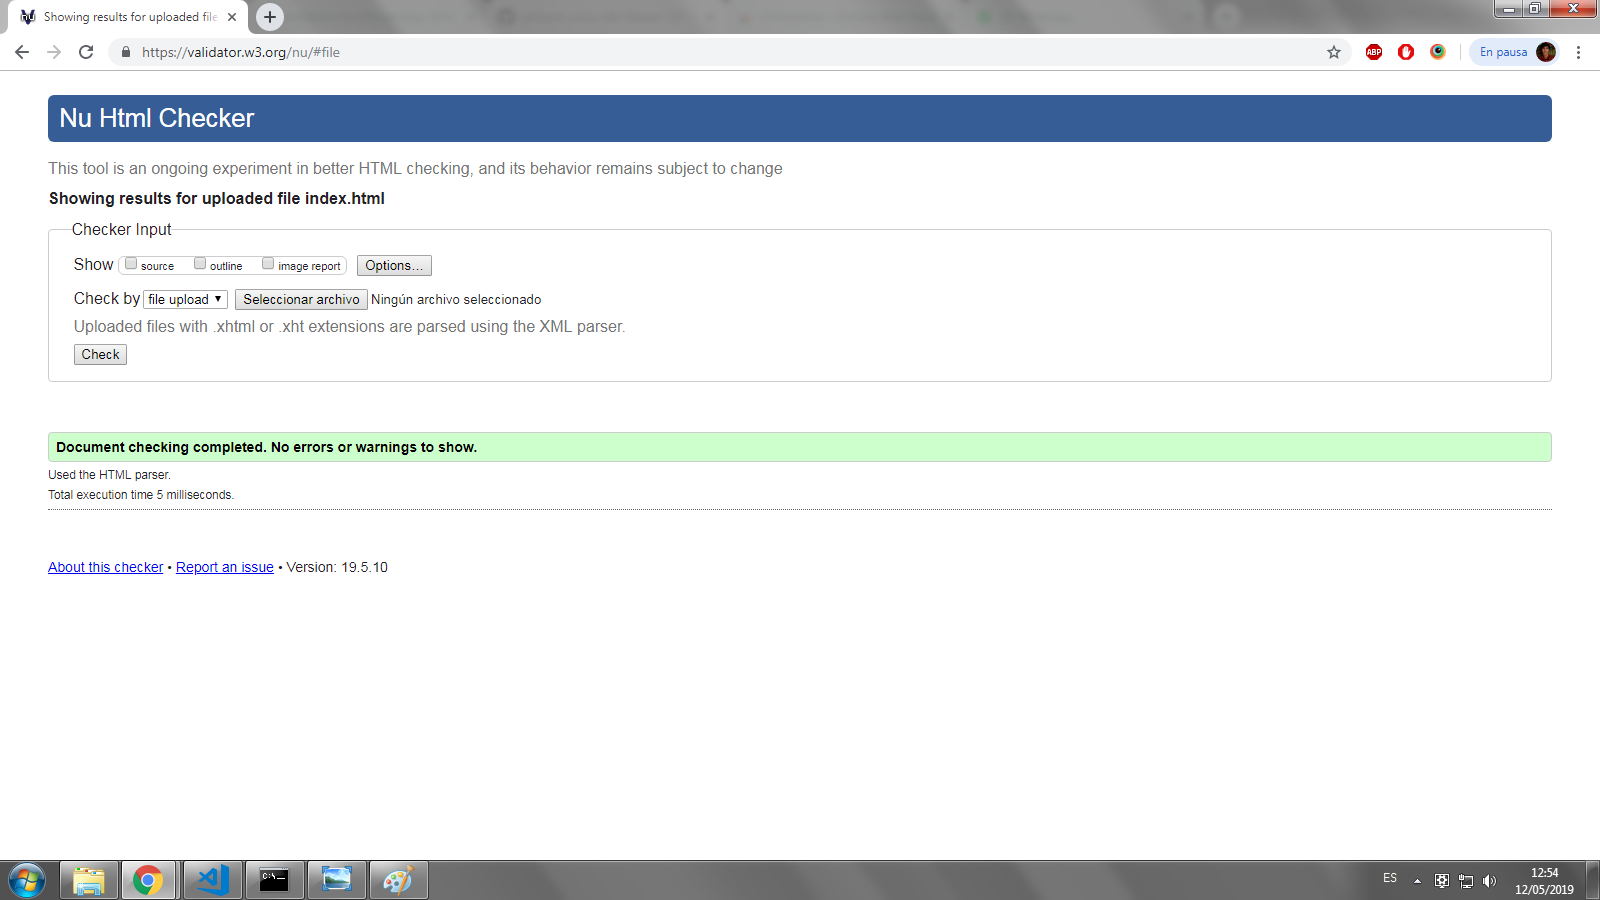 Showing results for uploaded file
https://validator.w3.org/nu/#file
ABP
En pausa
Nu Html Checker
This tool is an ongoing experiment in better HTML checking, and its behavior remains subject to change
Showing results for uploaded file index.html
Checker Input
Show source outline image report Options...
Check by file upload Seleccionar archivo Ningún archivo seleccionado
Uploaded files with .xhtml or .xht extensions are parsed using the XML parser.
Check
Document checking completed. No errors or warnings to show.
Used the HTML parser.
Total execution time 5 milliseconds.
About this checker • Report an issue • Version: 19.5.10
ES
12:54
12/05/2019